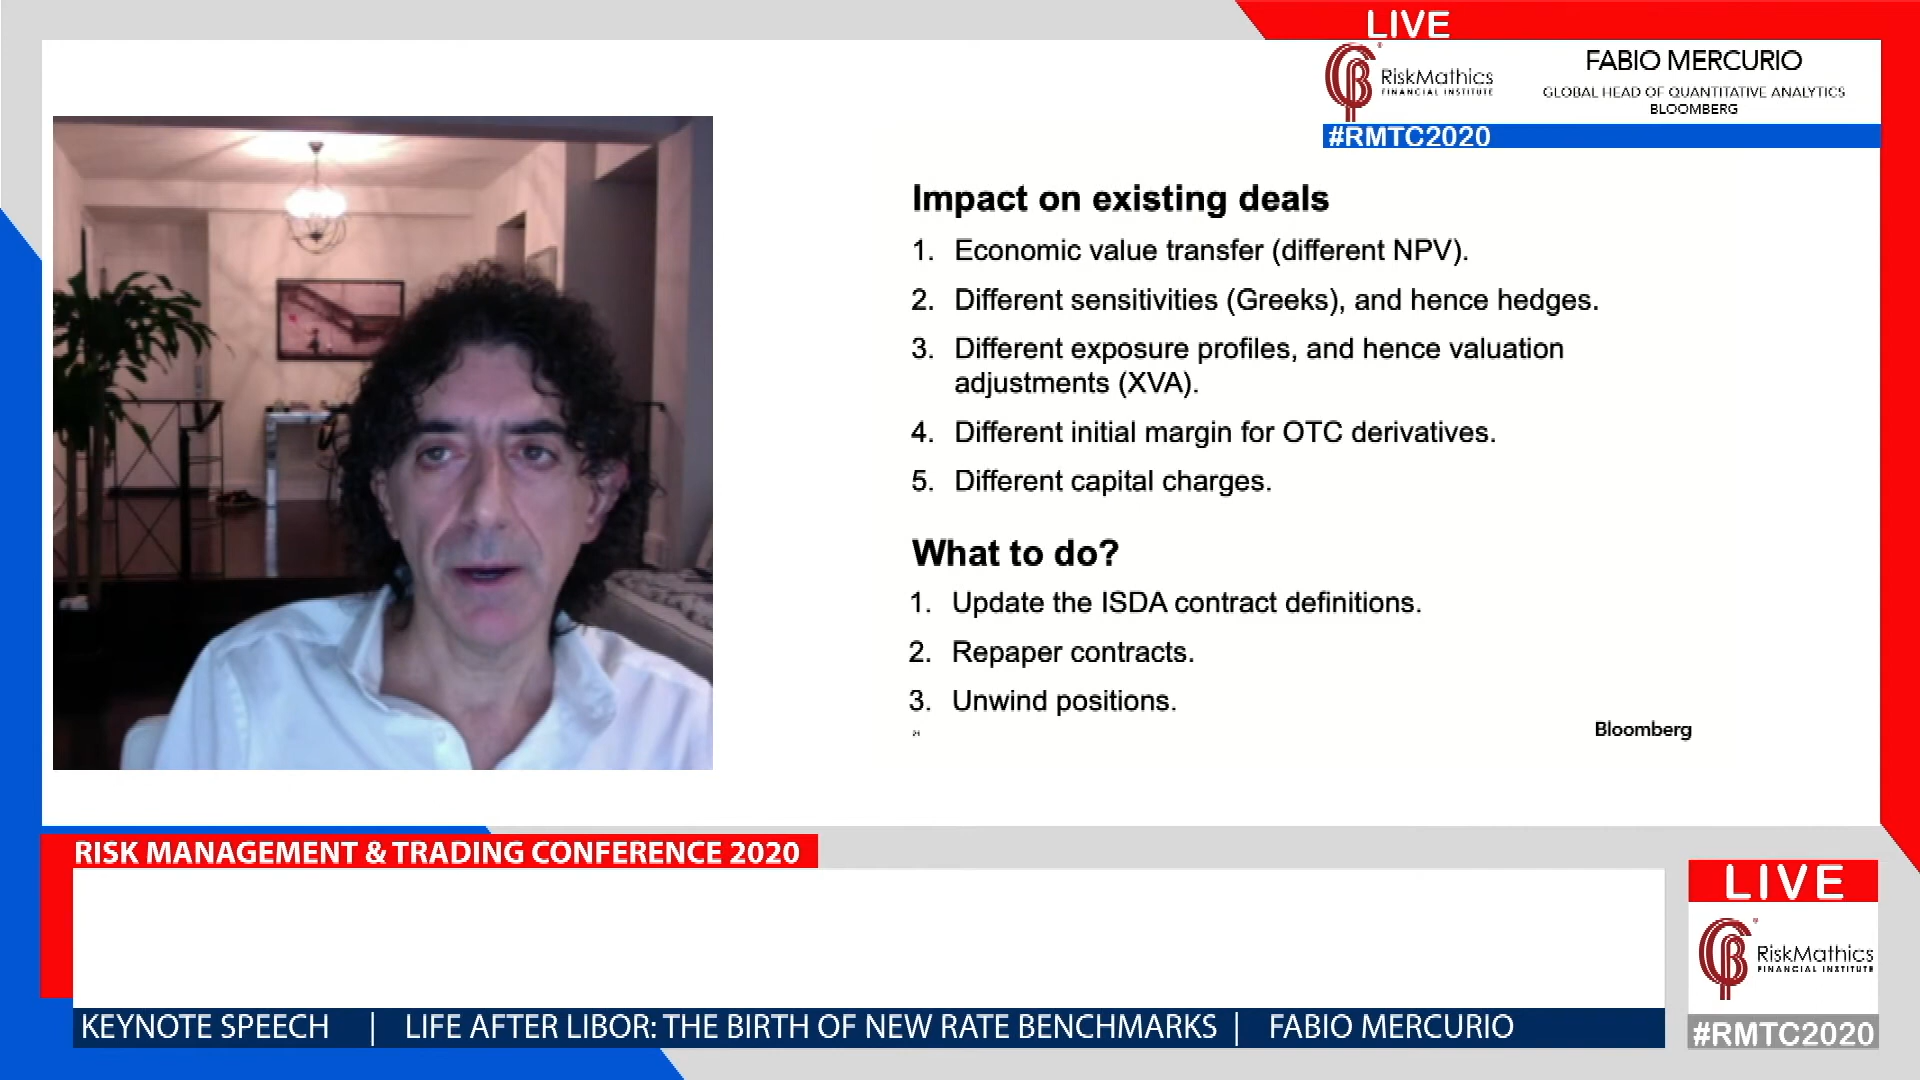 LIVE
RiskMathics
FINANCIAL INSTITUTE
FABIO MERCURIO
GLOBAL HEAD OF QUANTITATIVE ANALYTICS
BLOOMBERG
#RMTC2020
Impact on existing deals
1. Economic value transfer (different NPV).
2. Different sensitivities (Greeks), and hence hedges.
3. Different exposure profiles, and hence valuation
adjustments (XVA).
4. Different initial margin for OTC derivatives.
5. Different capital charges.
What to do?
1. Update the ISDA contract definitions.
2. Repaper contracts.
3. Unwind positions.
Bloomberg
RISK MANAGEMENT & TRADING CONFERENCE 2020
LIVE
RiskMathics
FINANCIAL INSTITUTE
#RMTC2020
KEYNOTE SPEECH | LIFE AFTER LIBOR: THE BIRTH OF NEW RATE BENCHMARKS | FABIO MERCURIO